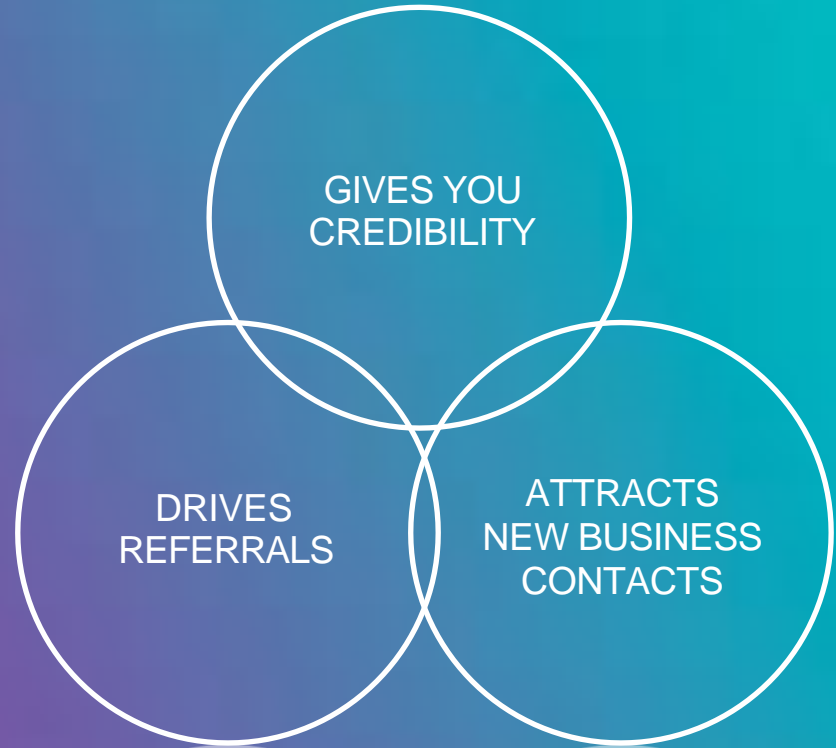 GIVES YOU
CREDIBILITY
DRIVES
REFERRALS
ATTRACTS
NEW BUSINESS
CONTACTS